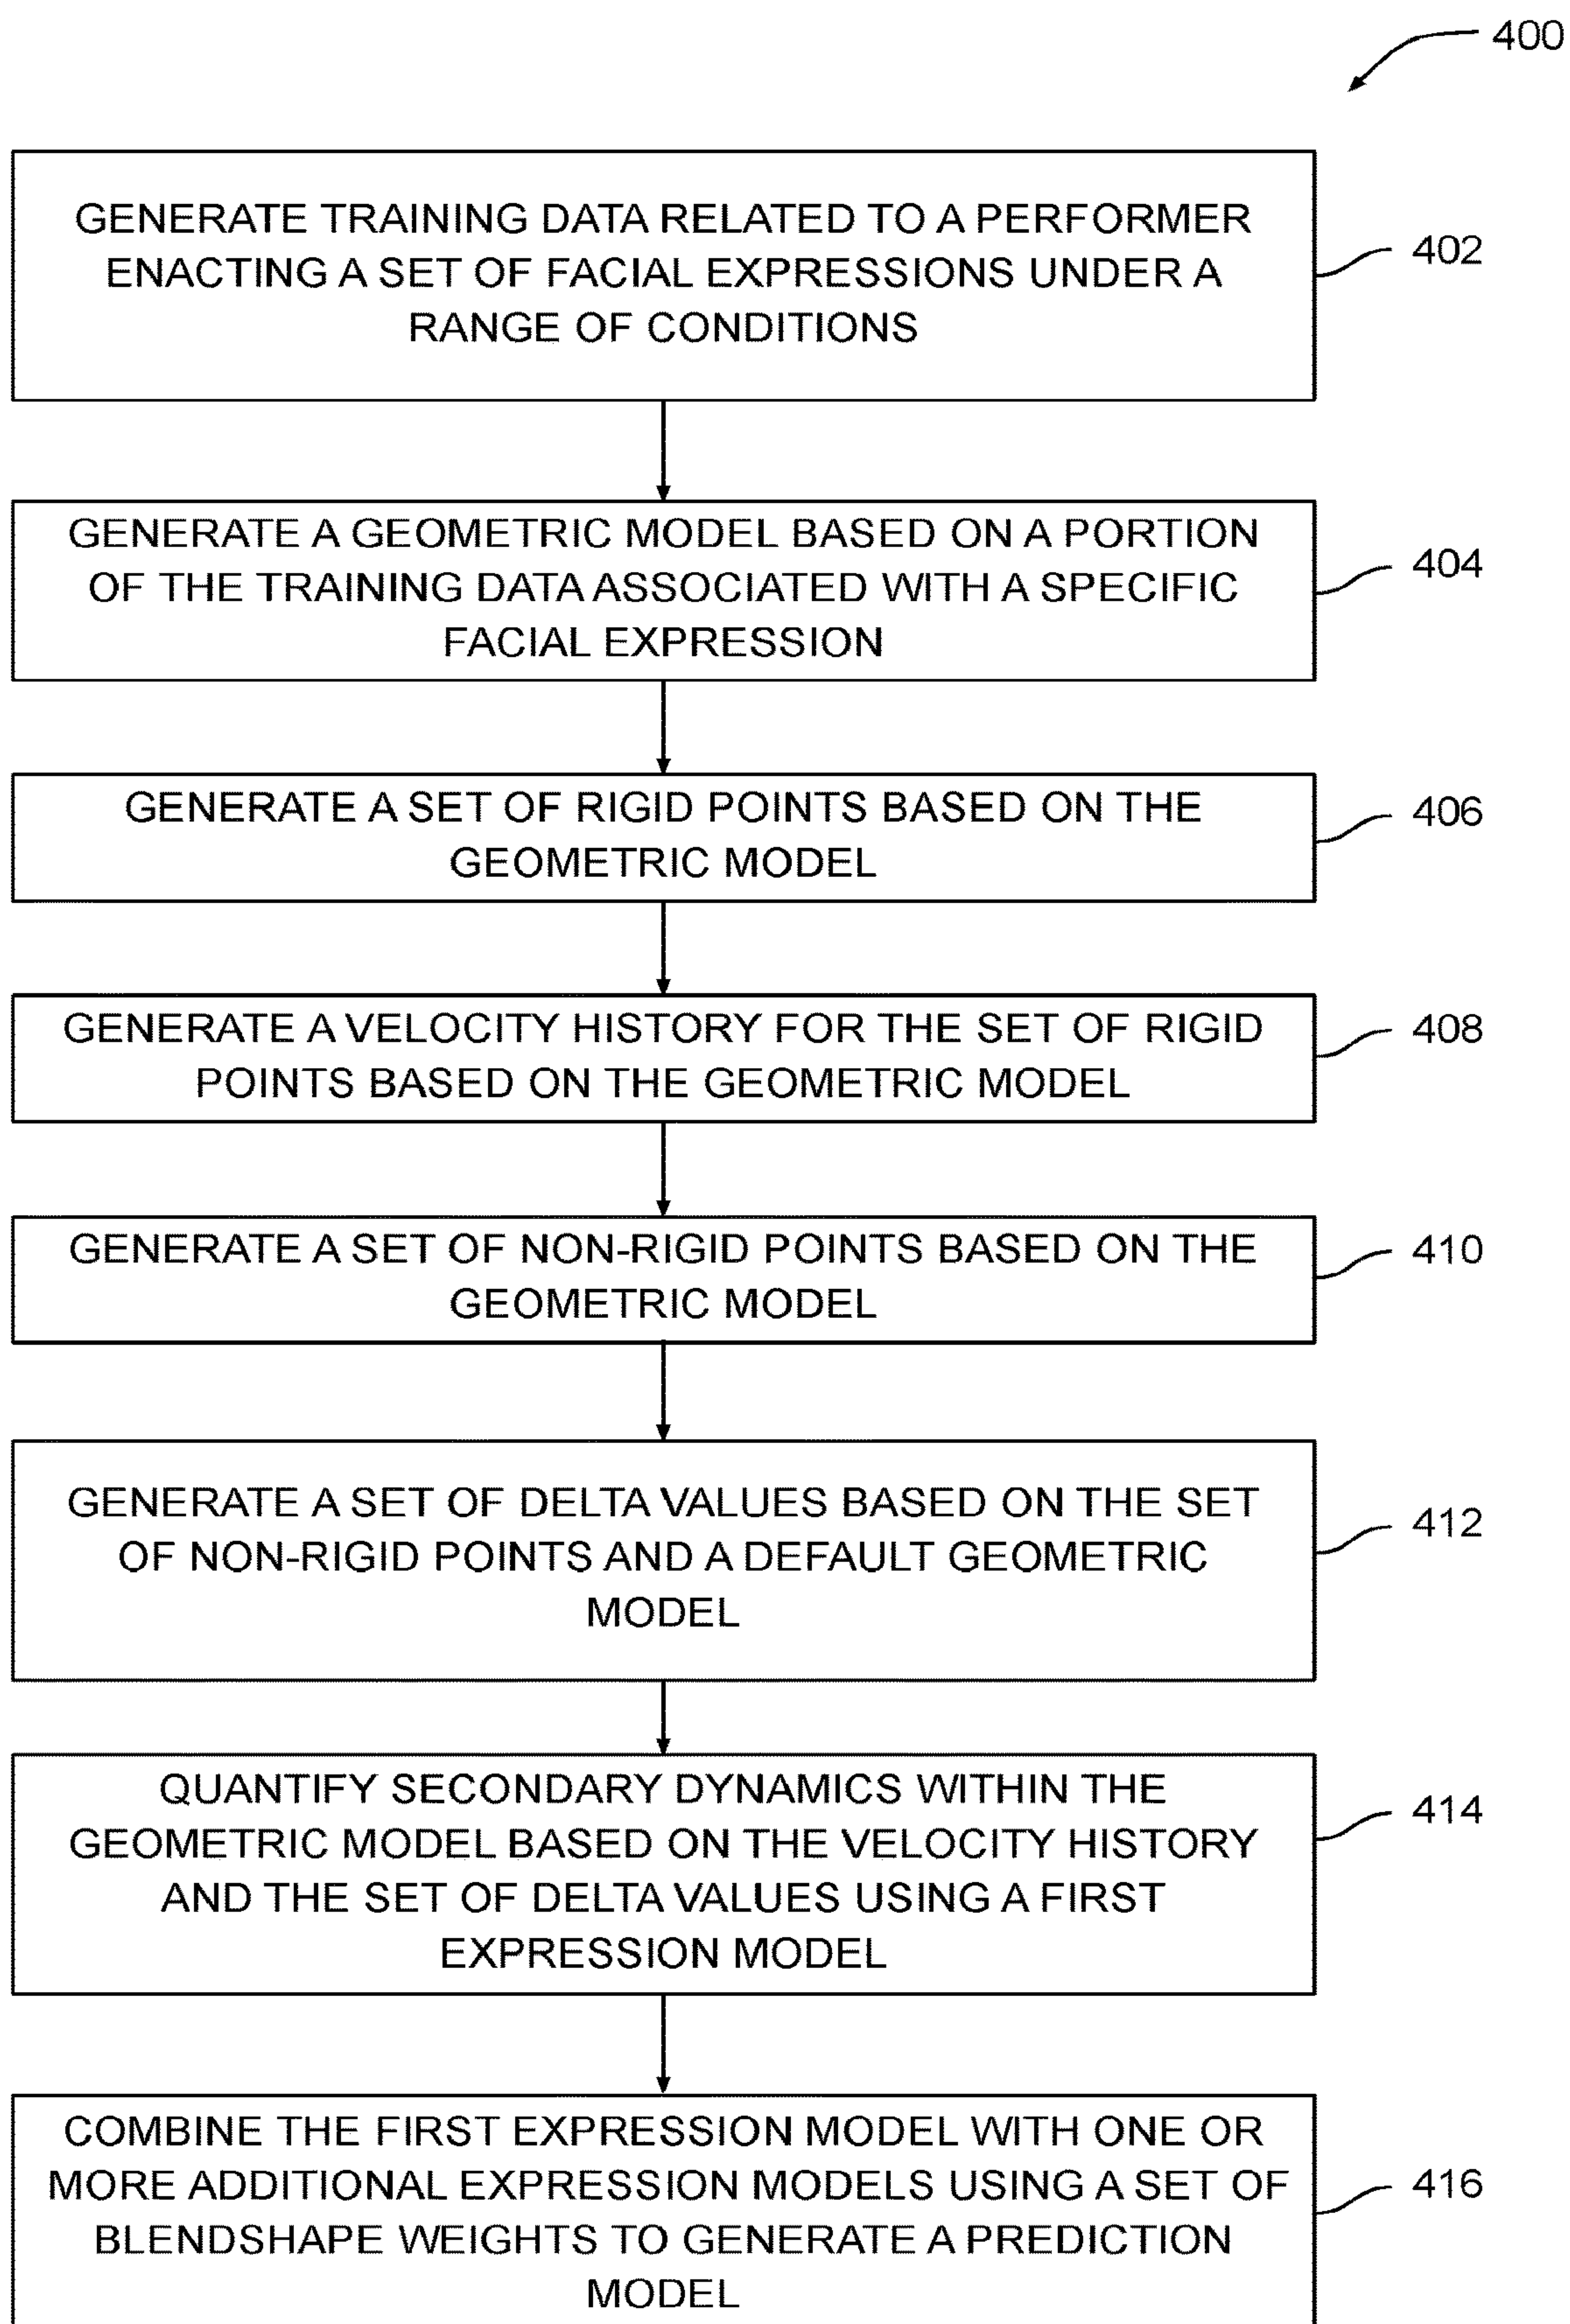 400
GENERATE TRAINING DATA RELATED TO A PERFORMER
ENACTING A SET OF FACIAL EXPRESSIONS UNDER A
RANGE OF CONDITIONS
402
GENERATE A GEOMETRIC MODEL BASED ON A PORTION
OF THE TRAINING DATA ASSOCIATED WITH A SPECIFIC
FACIAL EXPRESSION
404
GENERATE A SET OF RIGID POINTS BASED ON THE
GEOMETRIC MODEL
406
GENERATE A VELOCITY HISTORY FOR THE SET OF RIGID
POINTS BASED ON THE GEOMETRIC MODEL
408
GENERATE A SET OF NON-RIGID POINTS BASED ON THE
GEOMETRIC MODEL
410
GENERATE A SET OF DELTA VALUES BASED ON THE SET
OF NON-RIGID POINTS AND A DEFAULT GEOMETRIC
MODEL
412
QUANTIFY SECONDARY DYNAMICS WITHIN THE
GEOMETRIC MODEL BASED ON THE VELOCITY HISTORY
AND THE SET OF DELTA VALUES USING A FIRST
EXPRESSION MODEL
414
COMBINE THE FIRST EXPRESSION MODEL WITH ONE OR
MORE ADDITIONAL EXPRESSION MODELS USING A SET OF
BLENDSHAPE WEIGHTS TO GENERATE A PREDICTION
MODEL
416